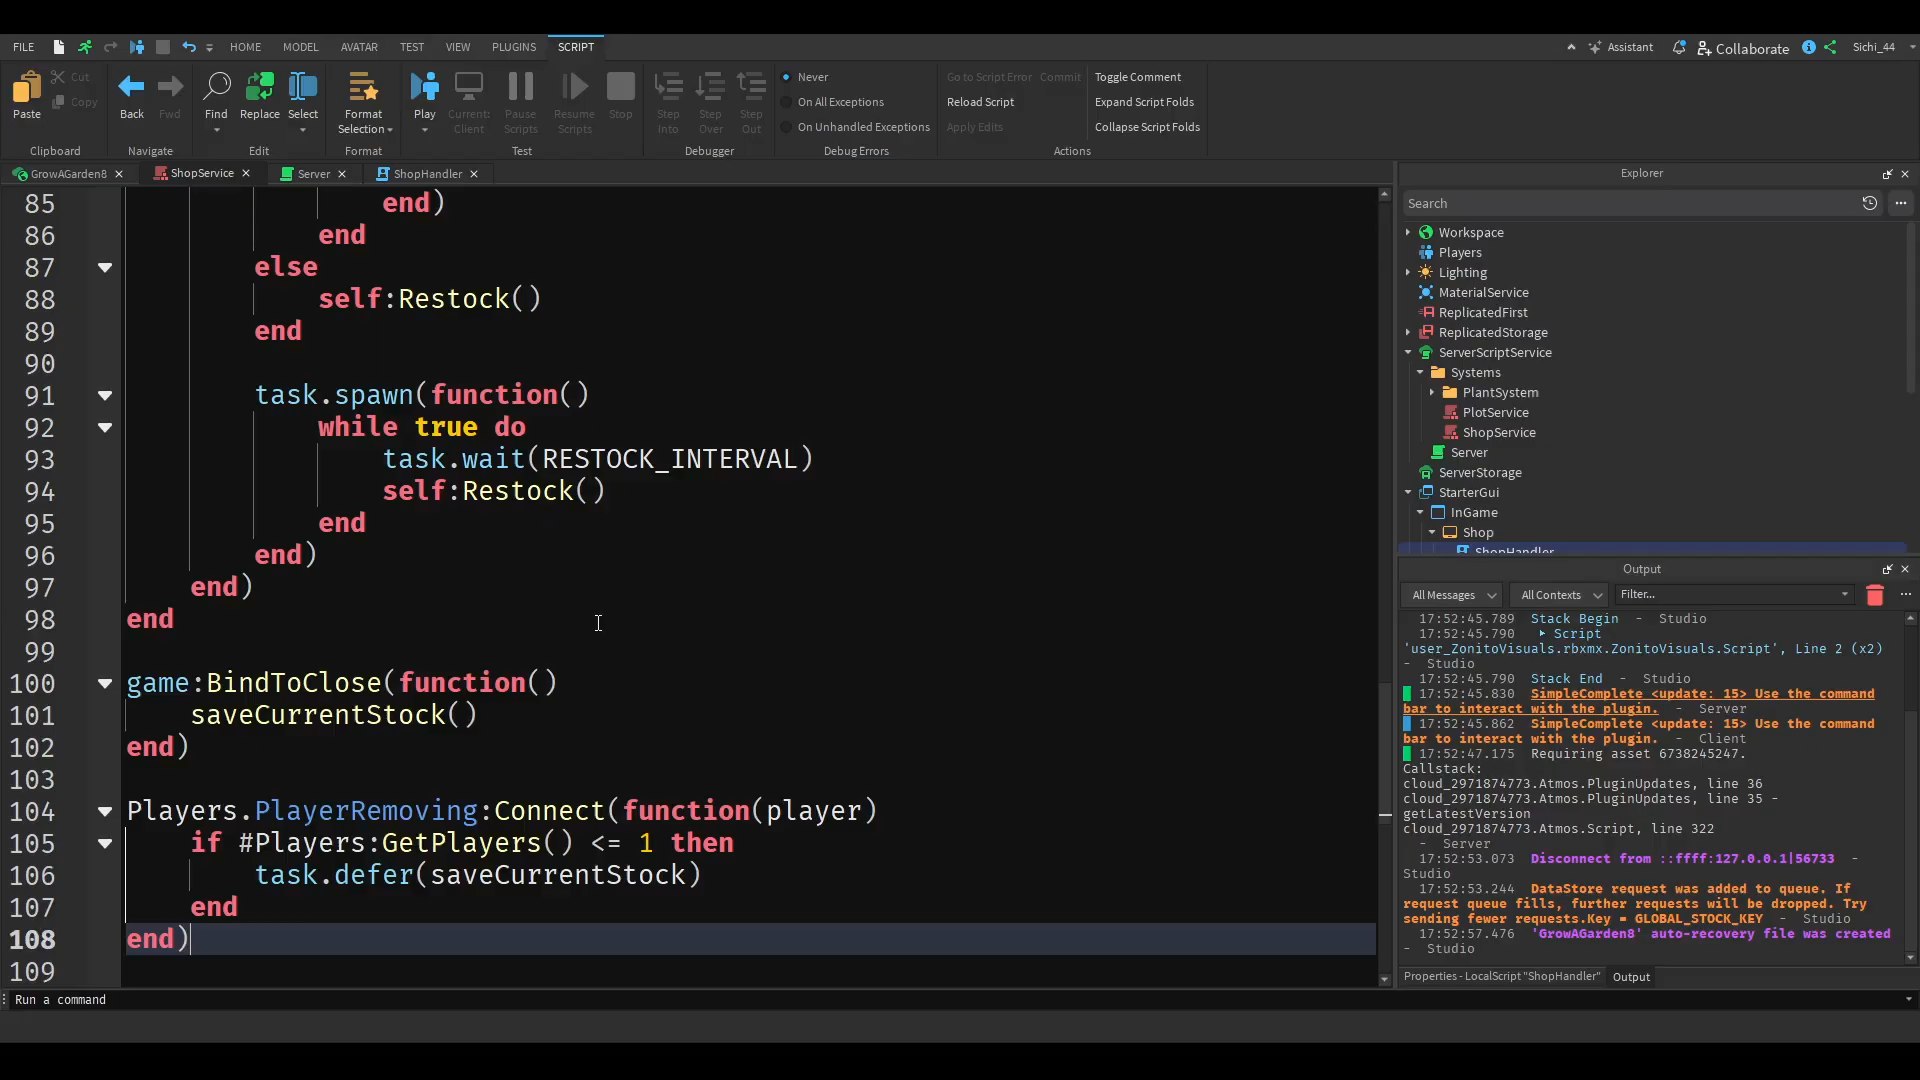 FILE HOME MODEL AVATAR TEST VIEW PLUGINS SCRIPT Assistant Collaborate Sichi_44
Paste Cut Copy Back Fwd Find Replace Select Format Selection Play Current: Client Pause Scripts Resume Scripts Stop Step Into Step Over Step Out
Never
On All Exceptions
On Unhandled Exceptions
Go to Script Error Commit
Reload Script
Apply Edits
Toggle Comment
Expand Script Folds
Collapse Script Folds
Clipboard Navigate Edit Format Test Debugger Debug Errors Actions
GrowAGarden8 ShopService Server ShopHandler
85 end)
86 end
87 else
88 self:Restock()
89 end
90
91 task.spawn(function()
92 while true do
93 task.wait(RESTOCK_INTERVAL)
94 self:Restock()
95 end
96 end)
97 end)
98 end
99
100 game:BindToClose(function()
101 saveCurrentStock()
102 end)
103
104 Players.PlayerRemoving:Connect(function(player)
105 if #Players:GetPlayers() <= 1 then
106 task.defer(saveCurrentStock)
107 end
108 end)
109
Run a command
Explorer
Search
Workspace
Players
Lighting
MaterialService
ReplicatedFirst
ReplicatedStorage
ServerScriptService
Systems
PlantSystem
PlotService
ShopService
Server
ServerStorage
StarterGui
InGame
Shop
ShopHandler
Output
All Messages All Contexts Filter...
17:52:45.789 Stack Begin - Studio
17:52:45.790 Script
'user_ZonitoVisuals.rbxmx.ZonitoVisuals.Script', Line 2 (x2)
- Studio
17:52:45.790 Stack End - Studio
17:52:45.830 SimpleComplete <update: 15> Use the command
bar to interact with the plugin. - Server
17:52:45.862 SimpleComplete <update: 15> Use the command
bar to interact with the plugin. - Client
17:52:47.175 Requiring asset 6738245247.
Callstack:
cloud_2971874773.Atmos.PluginUpdates, line 36
cloud_2971874773.Atmos.PluginUpdates, line 35 -
getLatestVersion
cloud_2971874773.Atmos.Script, line 322
- Server
17:52:53.073 Disconnect from ::ffff:127.0.0.1|56733 -
Studio
17:52:53.244 DataStore request was added to queue. If
request queue fills, further requests will be dropped. Try
sending fewer requests.Key = GLOBAL_STOCK_KEY - Studio
17:52:57.476 'GrowAGarden8' auto-recovery file was created
- Studio
Properties - LocalScript "ShopHandler" Output